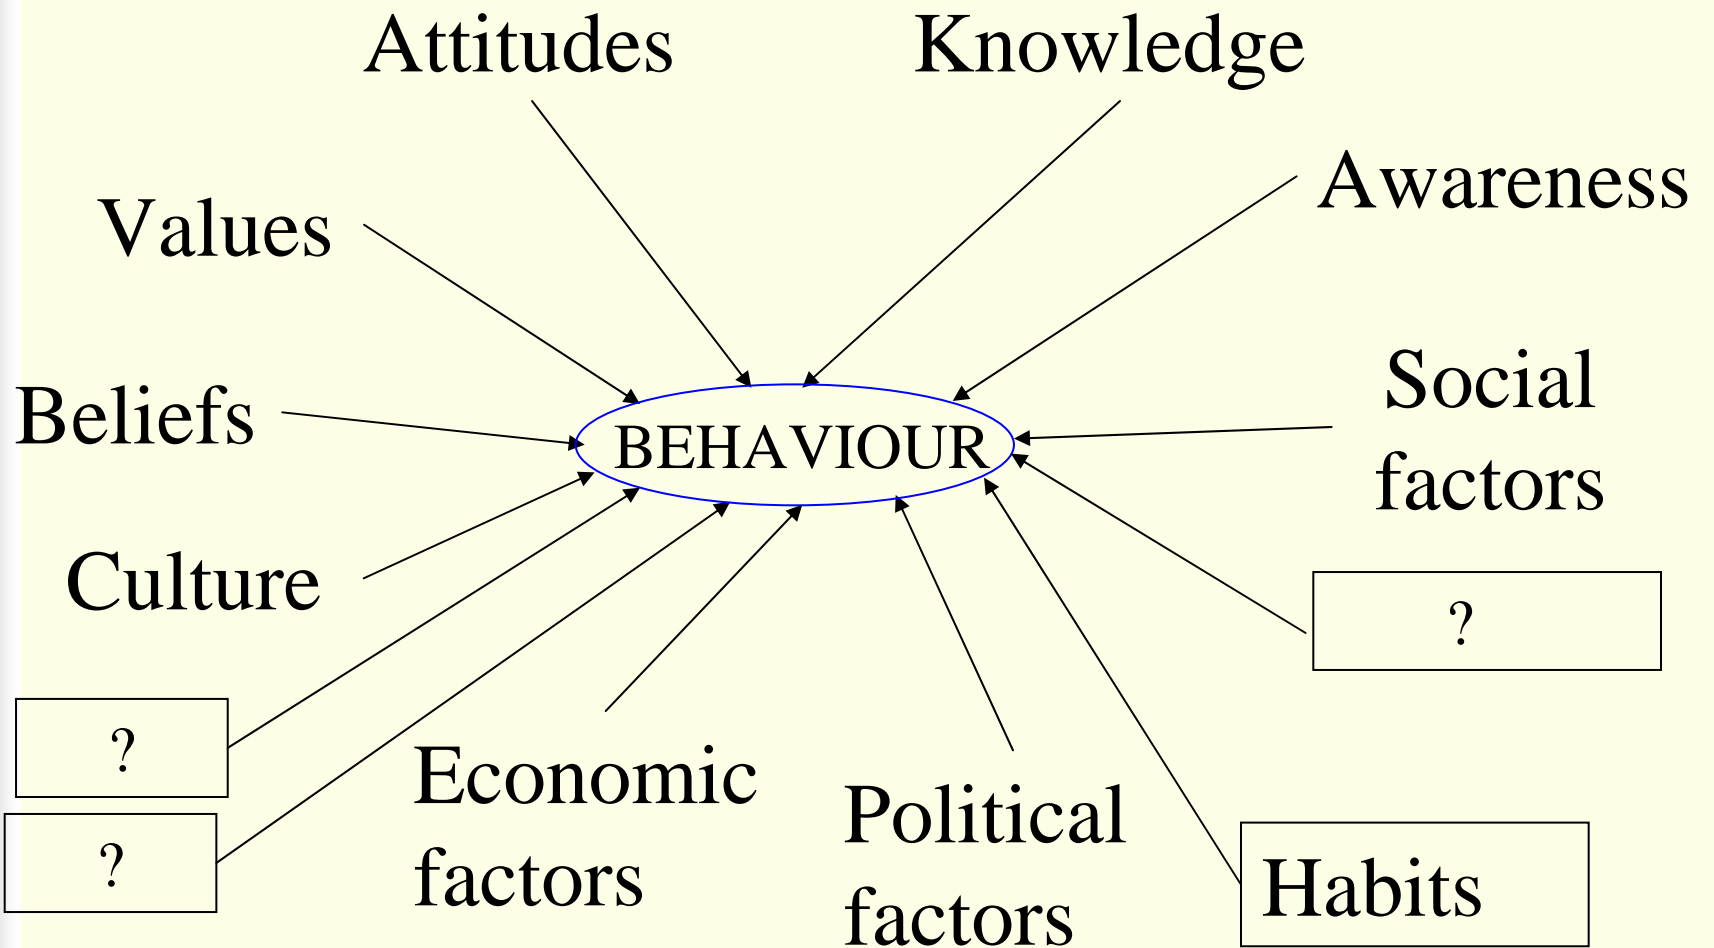 Attitudes
Knowledge
Awareness
Values
Social
factors
Beliefs
BEHAVIOUR
Culture
?
?
?
Economic
factors
Political
factors
Habits